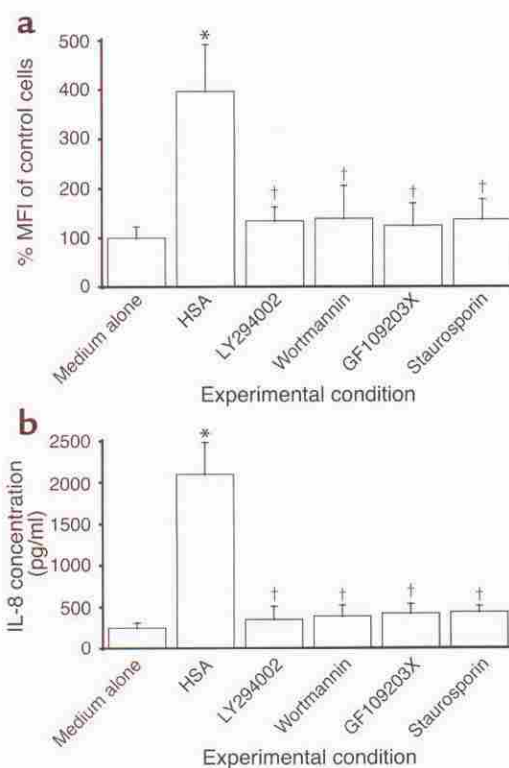 a
% MFI of control cells
500
400
300
200
100
0
*
†
†
†
†
Medium alone
HSA
LY294002
Wortmannin
GF109203X
Staurosporin
Experimental condition
b
IL-8 concentration
(pg/ml)
2500
2000
1500
1000
500
0
*
†
†
†
†
Medium alone
HSA
LY294002
Wortmannin
GF109203X
Staurosporin
Experimental condition